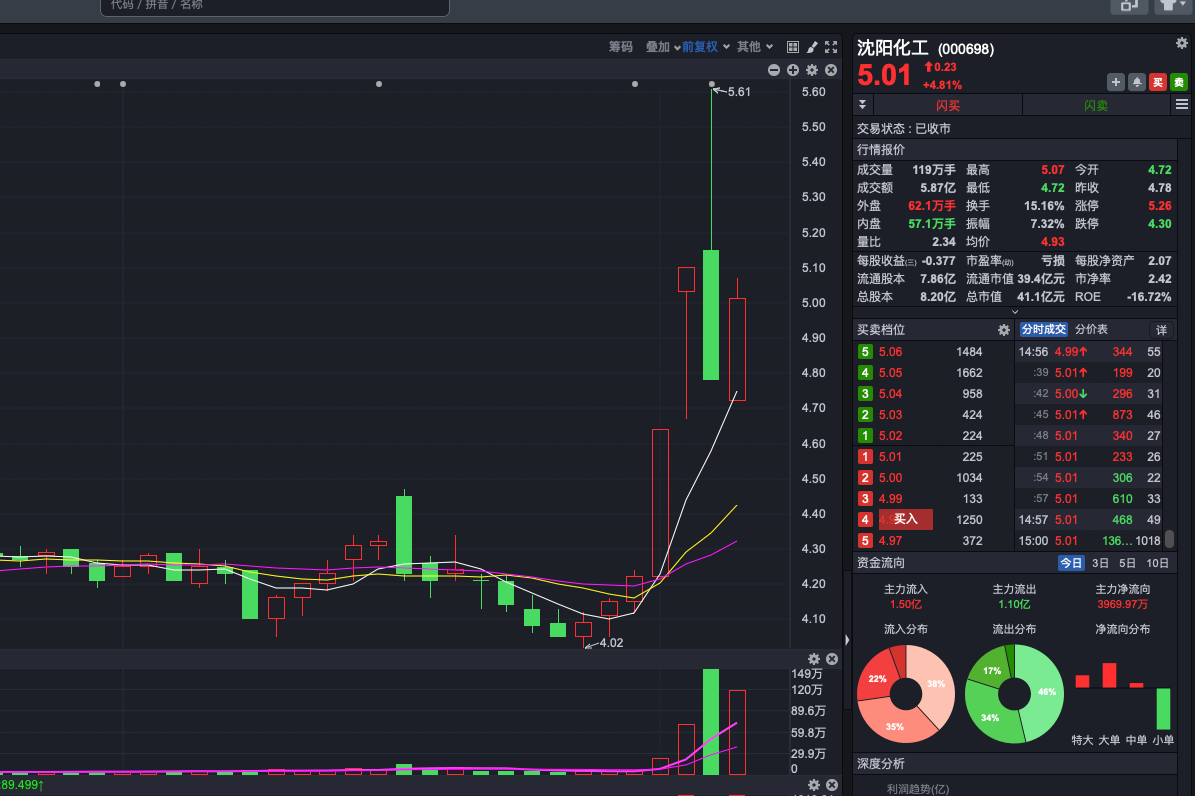 代码 / 拼音 / 名称
筹码 叠加 前复权 其他
5.61
5.60
5.50
5.40
5.30
5.20
5.10
5.00
4.90
4.80
4.70
4.60
4.50
4.40
4.30
4.20
4.10
4.02
149万
120万
89.6万
59.8万
29.9万
0
89.499↑
沈阳化工 (000698)
5.01 ↑0.23
+4.81%
买 卖
闪买 闪卖
交易状态 : 已收市
行情报价
成交量 119万手 最高 5.07 今开 4.72
成交额 5.87亿 最低 4.72 昨收 4.78
外盘 62.1万手 换手 15.16% 涨停 5.26
内盘 57.1万手 振幅 7.32% 跌停 4.30
量比 2.34 均价 4.93
每股收益(三) -0.377 市盈率(动) 亏损 每股净资产 2.07
流通股本 7.86亿 流通市值 39.4亿元 市净率 2.42
总股本 8.20亿 总市值 41.1亿元 ROE -16.72%
买卖档位 分时成交 分价表 详
5 5.06 1484 14:56 4.99↑ 344 55
4 5.05 1662 :39 5.01↑ 199 20
3 5.04 958 :42 5.00↓ 296 31
2 5.03 424 :45 5.01↑ 873 46
1 5.02 224 :48 5.01 340 27
1 5.01 225 :51 5.01 233 26
2 5.00 1034 :54 5.01 306 22
3 4.99 133 :57 5.01 610 33
4 买入 1250 14:57 5.01 468 49
5 4.97 372 15:00 5.01 136... 1018
资金流向 今日 3日 5日 10日
主力流入 主力流出 主力净流向
1.50亿 1.10亿 3969.97万
流入分布 流出分布 净流向分布
22% 38% 35%
17% 46% 34%
特大 大单 中单 小单
深度分析
利润趋势(亿)